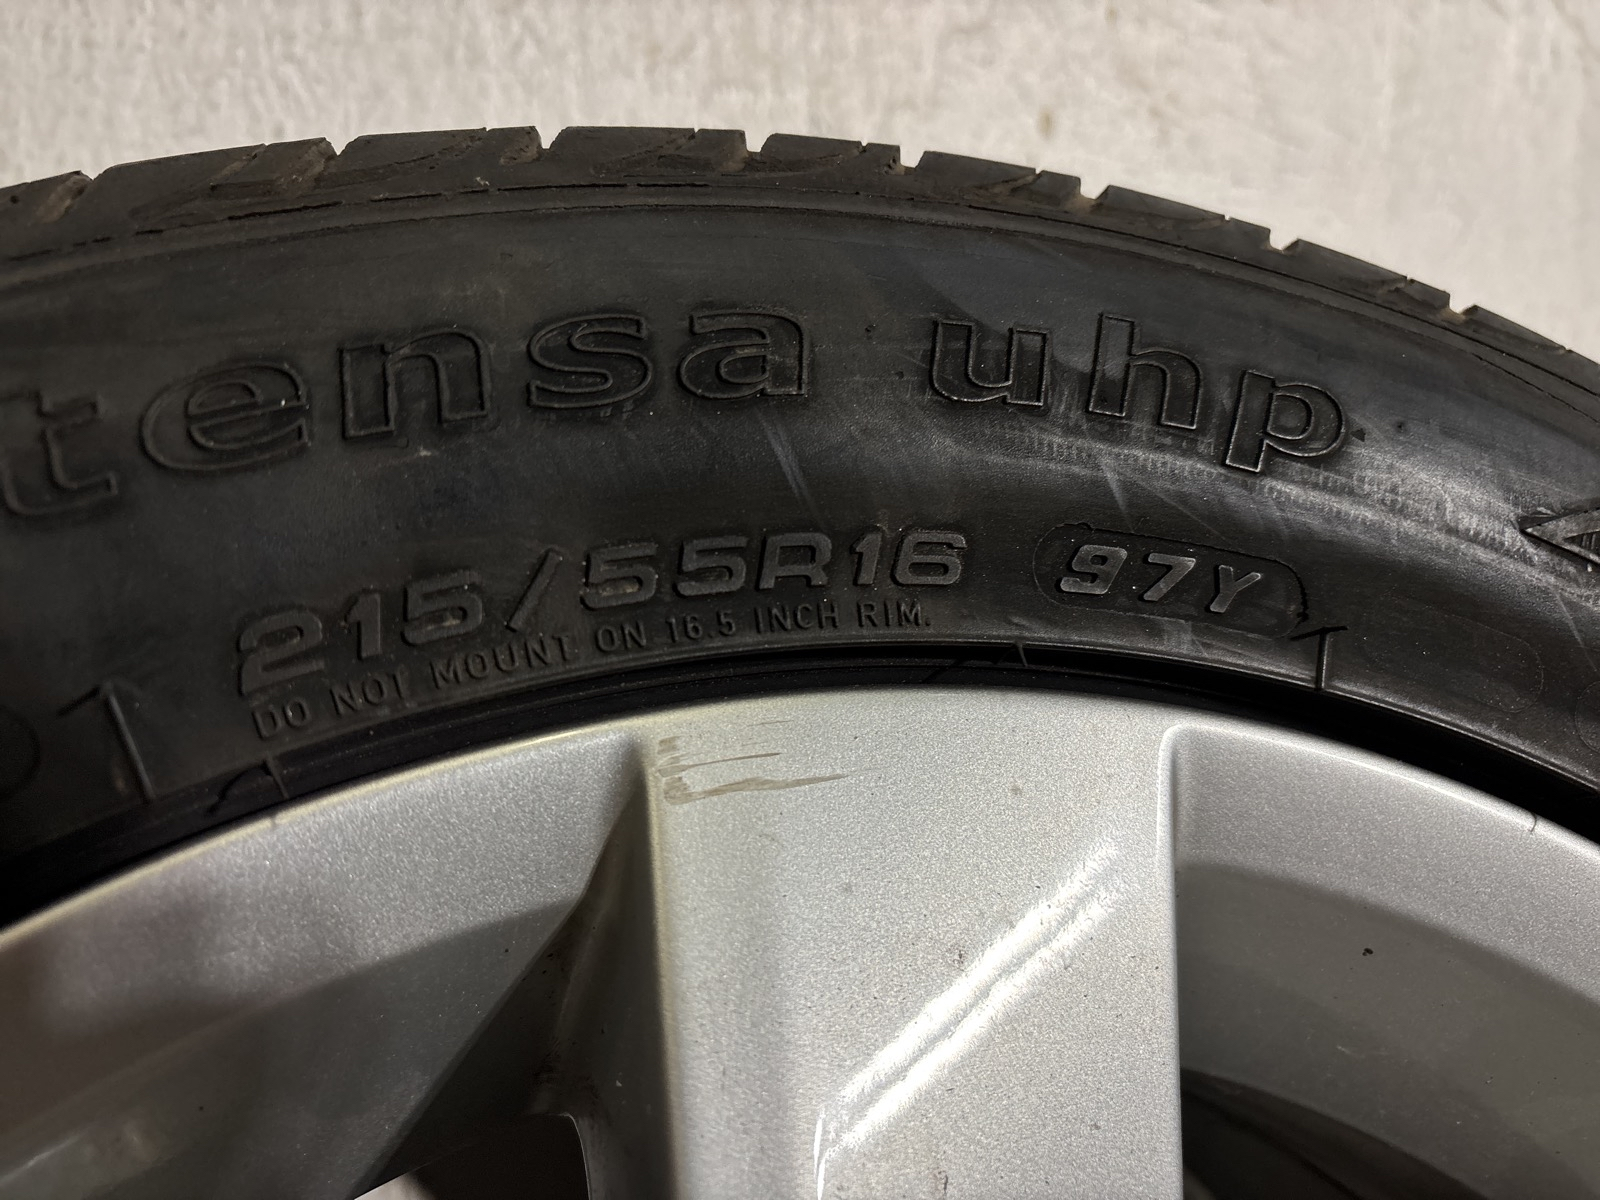 tensa uhp
215/55R16 97Y
DO NOT MOUNT ON 16.5 INCH RIM.